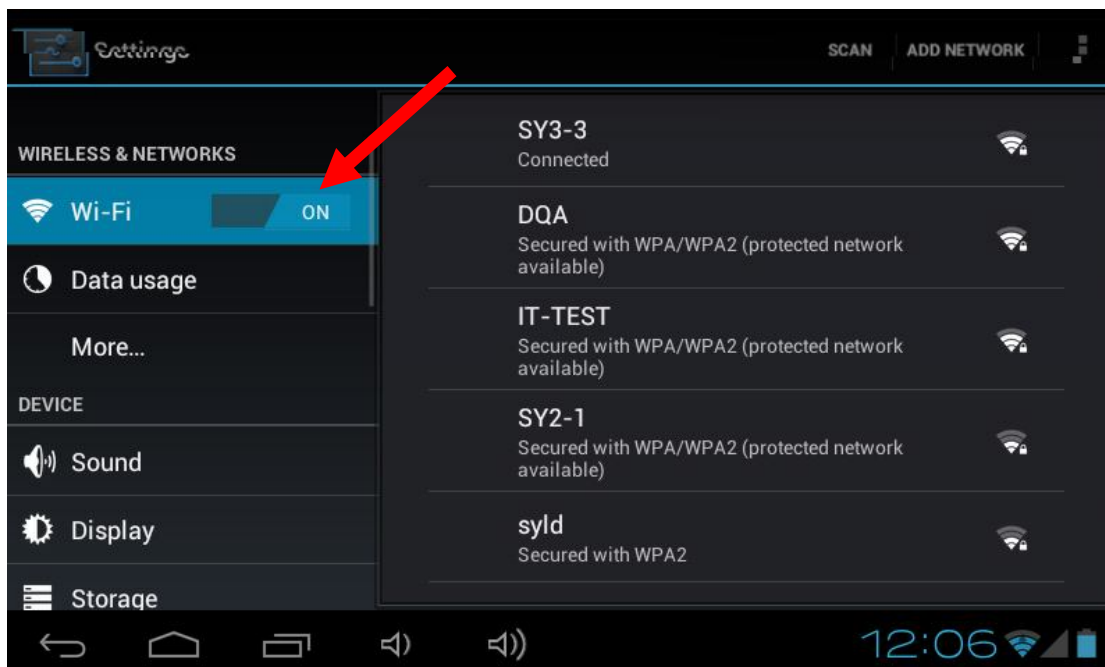 Settings
SCAN ADD NETWORK
WIRELESS & NETWORKS
Wi-Fi ON
Data usage
More...
DEVICE
Sound
Display
Storage
SY3-3
Connected
DQA
Secured with WPA/WPA2 (protected network
available)
IT-TEST
Secured with WPA/WPA2 (protected network
available)
SY2-1
Secured with WPA/WPA2 (protected network
available)
syld
Secured with WPA2
12:06